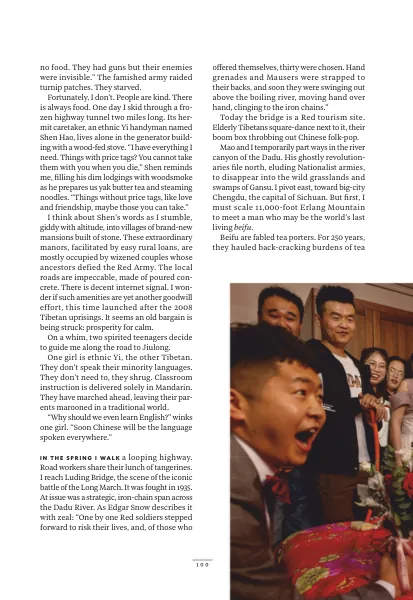 no food. They had guns but their enemies
were invisible.” The famished army raided
turnip patches. They starved.
Fortunately, I don’t. People are kind. There
is always food. One day I skid through a fro-
zen highway tunnel two miles long. Its her-
mit caretaker, an ethnic Yi handyman named
Shen Hao, lives alone in the generator build-
ing with a wood-fed stove. “I have everything I
need. Things with price tags? You cannot take
them with you when you die,” Shen reminds
me, filling his dim lodgings with woodsmoke
as he prepares us yak butter tea and steaming
noodles. “Things without price tags, like love
and friendship, maybe those you can take.”
I think about Shen’s words as I stumble,
giddy with altitude, into villages of brand-new
mansions built of stone. These extraordinary
manors, facilitated by easy rural loans, are
mostly occupied by wizened couples whose
ancestors defied the Red Army. The local
roads are impeccable, made of poured con-
crete. There is decent internet signal. I won-
der if such amenities are yet another goodwill
effort, this time launched after the 2008
Tibetan uprisings. It seems an old bargain is
being struck: prosperity for calm.
On a whim, two spirited teenagers decide
to guide me along the road to Jiulong.
One girl is ethnic Yi, the other Tibetan.
They don’t speak their minority languages.
They don’t need to, they shrug. Classroom
instruction is delivered solely in Mandarin.
They have marched ahead, leaving their par-
ents marooned in a traditional world.
“Why should we even learn English?” winks
one girl. “Soon Chinese will be the language
spoken everywhere.”
IN THE SPRING I WALK a looping highway.
Road workers share their lunch of tangerines.
I reach Luding Bridge, the scene of the iconic
battle of the Long March. It was fought in 1935.
At issue was a strategic, iron-chain span across
the Dadu River. As Edgar Snow describes it
with zeal: “One by one Red soldiers stepped
forward to risk their lives, and, of those who
offered themselves, thirty were chosen. Hand
grenades and Mausers were strapped to
their backs, and soon they were swinging out
above the boiling river, moving hand over
hand, clinging to the iron chains.”
Today the bridge is a Red tourism site.
Elderly Tibetans square-dance next to it, their
boom box throbbing out Chinese folk-pop.
Mao and I temporarily part ways in the river
canyon of the Dadu. His ghostly revolution-
aries file north, eluding Nationalist armies,
to disappear into the wild grasslands and
swamps of Gansu. I pivot east, toward big-city
Chengdu, the capital of Sichuan. But first, I
must scale 11,000-foot Erlang Mountain
to meet a man who may be the world’s last
living beifu.
Beifu are fabled tea porters. For 250 years,
they hauled back-cracking burdens of tea
100